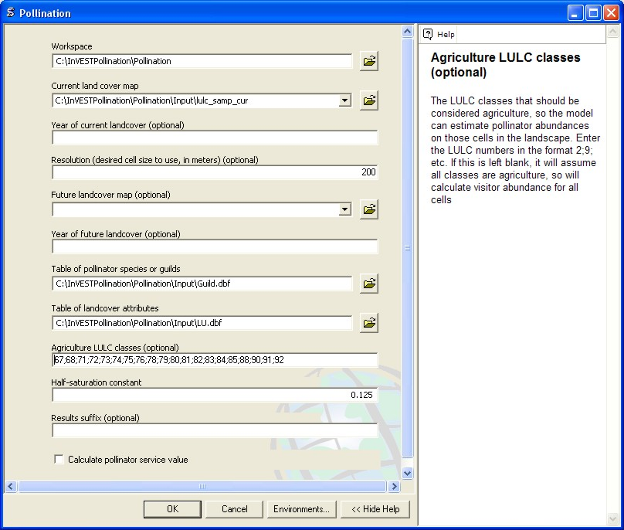 Pollination
Workspace
C:\InVESTPollination\Pollination
Current land cover map
C:\InVESTPollination\Pollination\Input\lulc_samp_cur
Year of current landcover (optional)
Resolution (desired cell size to use, in meters) (optional)
200
Future landcover map (optional)
Year of future landcover (optional)
Table of pollinator species or guilds
C:\InVESTPollination\Pollination\Input\Guild.dbf
Table of landcover attributes
C:\InVESTPollination\Pollination\Input\LU.dbf
Agriculture LULC classes (optional)
67;68;71;72;73;74;75;76;78;79;80;81;82;83;84;85;88;90;91;92
Half-saturation constant
0.125
Results suffix (optional)
Calculate pollinator service value
OK
Cancel
Environments...
<< Hide Help
Help
Agriculture LULC classes
(optional)
The LULC classes that should be
considered agriculture, so the model
can estimate pollinator abundances
on those cells in the landscape. Enter
the LULC numbers in the format 2;9;
etc. If this is left blank, it will assume
all classes are agriculture, so will
calculate visitor abundance for all
cells